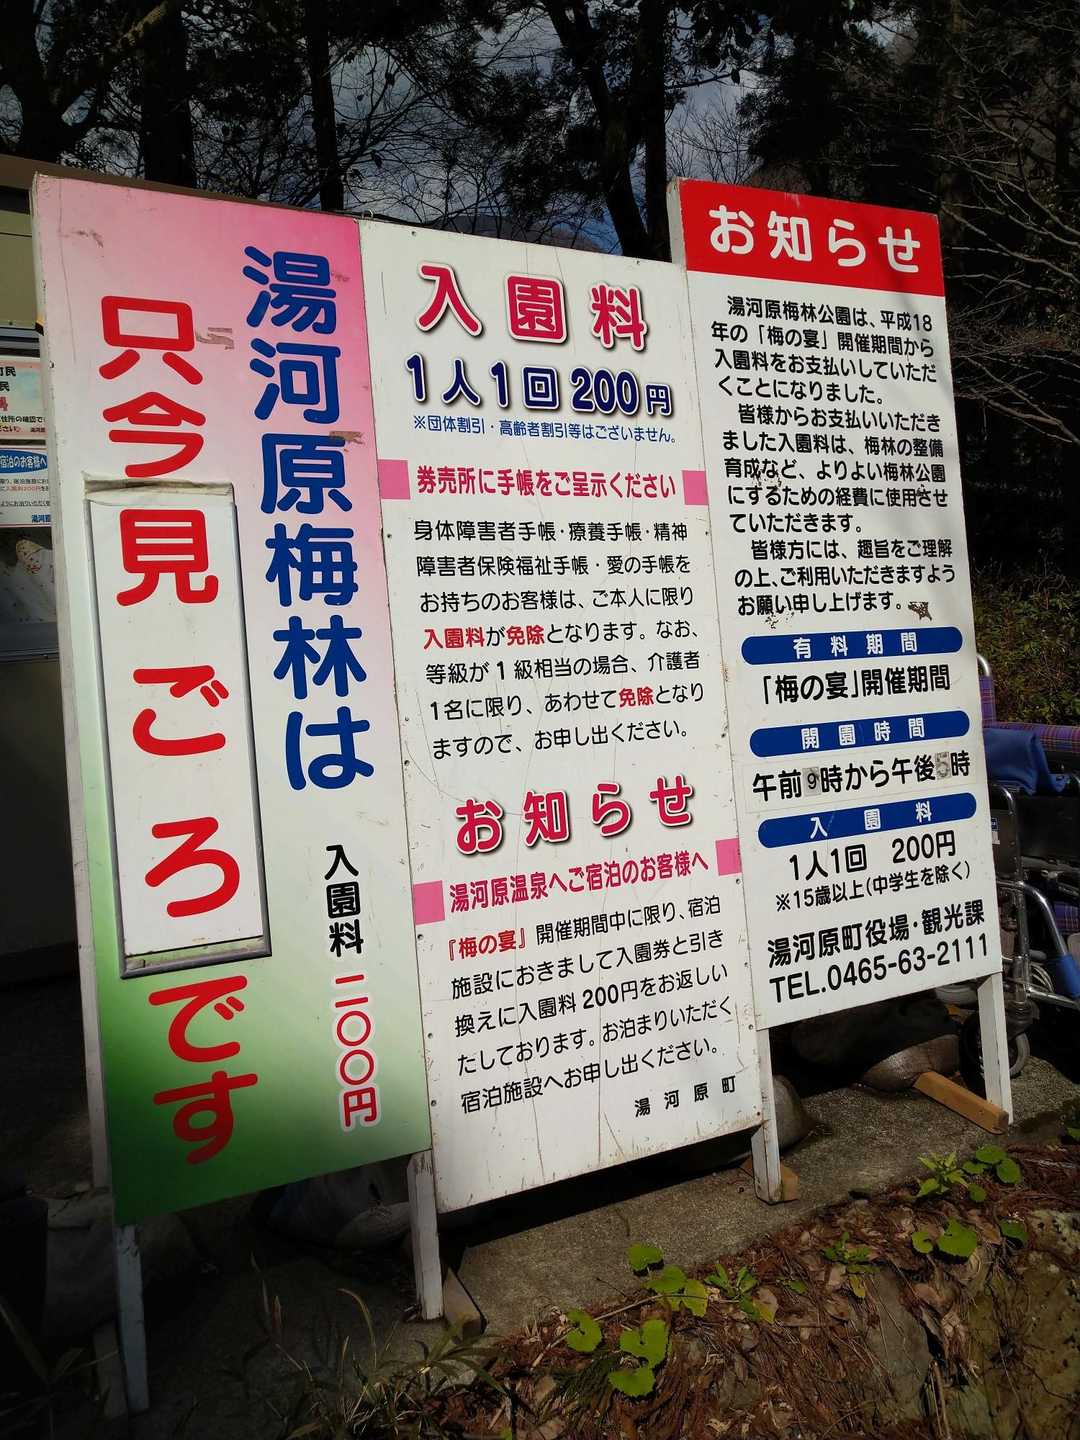 湯河原梅林は
只今見ごろです
入園料 二〇〇円
入園料
1人1回200円
※団体割引・高齢者割引等はございません。
券売所に手帳をご呈示ください
身体障害者手帳・療養手帳・精神
障害者保険福祉手帳・愛の手帳を
お持ちのお客様は、ご本人に限り
入園料が免除となります。なお、
等級が1級相当の場合、介護者
1名に限り、あわせて免除となり
ますので、お申し出ください。
お知らせ
湯河原温泉へご宿泊のお客様へ
『梅の宴』開催期間中に限り、宿泊
施設におきまして入園券と引き
換えに入園料200円をお返しい
たしております。お泊まりいただく
宿泊施設へお申し出ください。
湯河原町
お知らせ
湯河原梅林公園は、平成18
年の「梅の宴」開催期間から
入園料をお支払いしていただ
くことになりました。
皆様からお支払いいただき
ました入園料は、梅林の整備
育成など、よりよい梅林公園
にするための経費に使用させ
ていただきます。
皆様方には、趣旨をご理解
の上、ご利用いただきますよう
お願い申し上げます。
有料期間
「梅の宴」開催期間
開園時間
午前9時から午後5時
入園料
1人1回 200円
※15歳以上(中学生を除く)
湯河原町役場・観光課
TEL.0465-63-2111